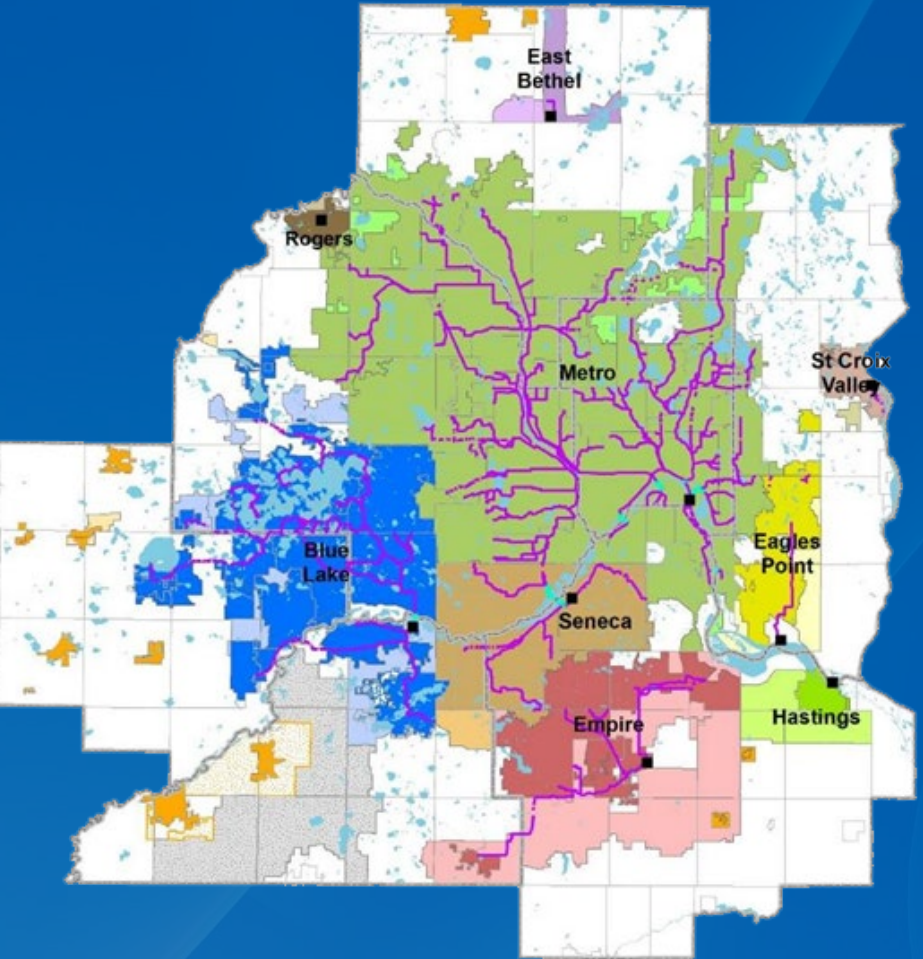 East
Bethel
Rogers
Metro
St Croix
Valley
Blue
Lake
Eagles
Point
Seneca
Empire
Hastings